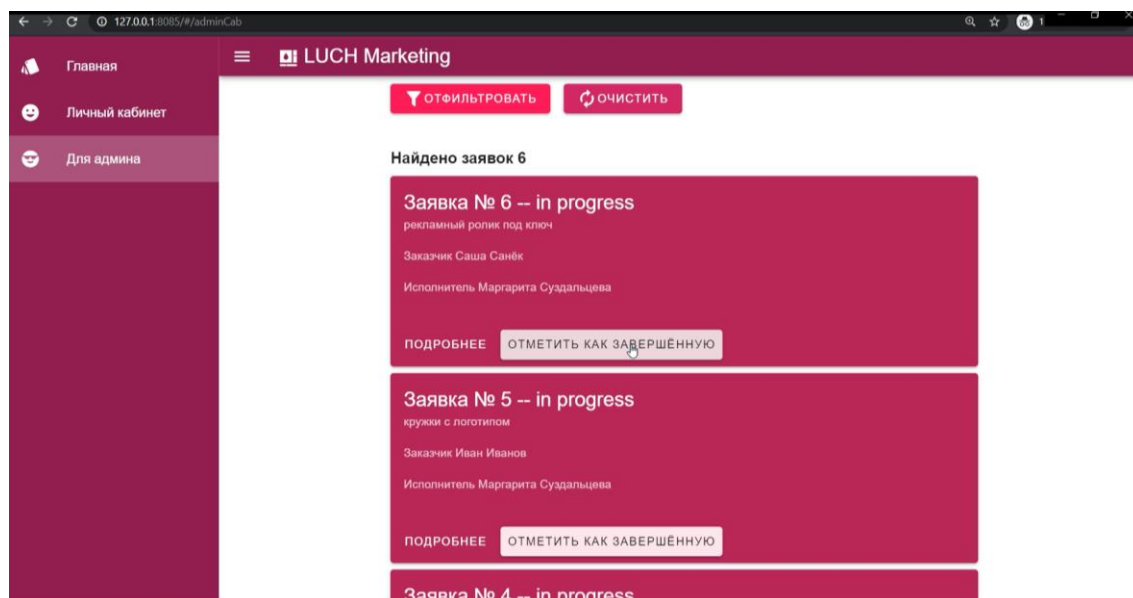 127.0.0.1:8085/#/adminCab
1
Главная
LUCH Marketing
Личный кабинет
Для админа
ОТФИЛЬТРОВАТЬ
ОЧИСТИТЬ
Найдено заявок 6
Заявка № 6 -- in progress
рекламный ролик под ключ
Заказчик Саша Санёк
Исполнитель Маргарита Суздальцева
ПОДРОБНЕЕ
ОТМЕТИТЬ КАК ЗАВЕРШЁННУЮ
Заявка № 5 -- in progress
кружки с логотипом
Заказчик Иван Иванов
Исполнитель Маргарита Суздальцева
ПОДРОБНЕЕ
ОТМЕТИТЬ КАК ЗАВЕРШЁННУЮ
Заявка № 4 -- in progress